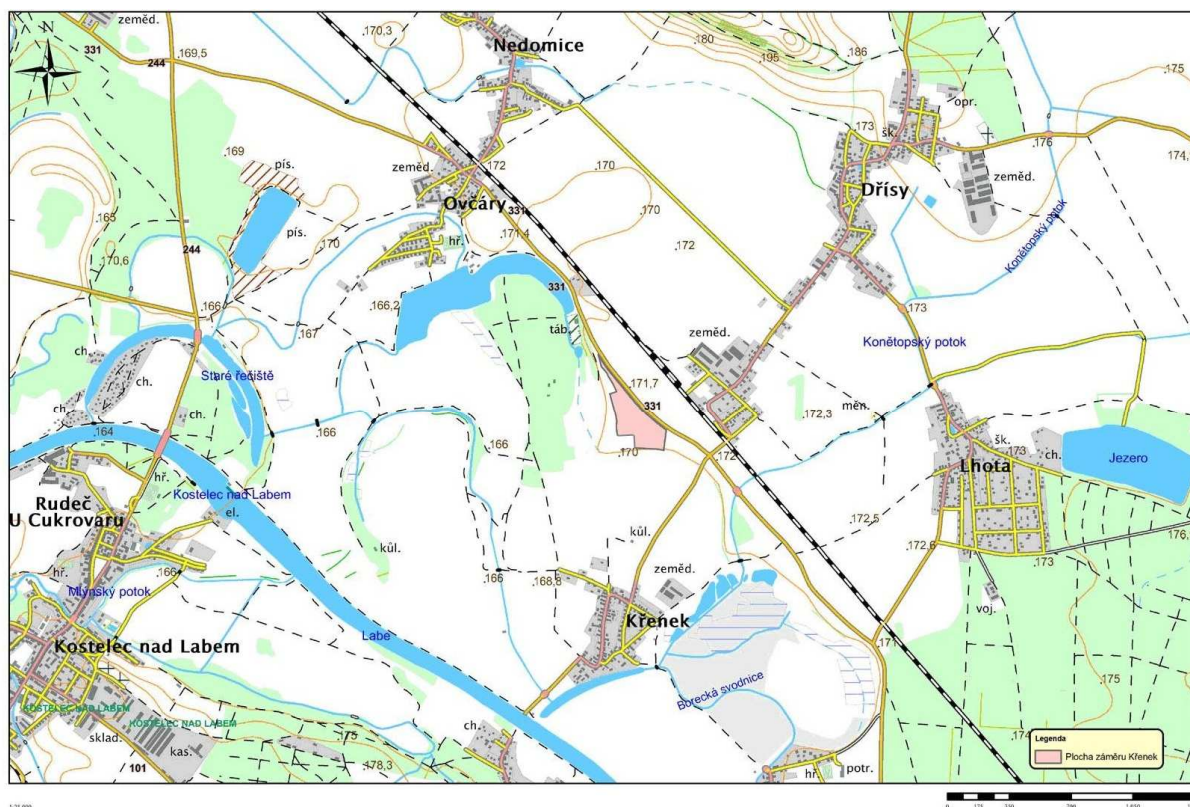 zeměd.
331
244
169,5
170,3
Nedomice
180
195
186
175
N
opr.
173
šk.
176
174,
169
pís.
zeměd.
172
170
Dřísy
zeměd.
165
Ovčáry
331
170
pís.
170
171,4
172
244
170,6
hř.
Konětopský potok
166
166,2
331
173
167
táb.
zeměd.
Konětopský potok
ch.
ch.
Staré řečiště
171,7
331
172,3
měn.
ch.
ch.
164
166
166
170
172
šk.
173
ch.
Jezero
Lhota
hř.
Kostelec nad Labem
Rudeč
U Cukrovaru
el.
172,5
176,
kůl.
kůl.
172,6
173
hř.
166
166
168,8
zeměd.
Mlýnský potok
voj.
Labe
Křenek
171
Kostelec nad Labem
Borecká svodnice
175
KOSTELEC NAD LABEM
KOSTELEC NAD LABEM
sklad.
kas.
175
178,3
ch.
174
101
hř.
potr.
Legenda
Plocha záměru Křenek
0
175
350
700